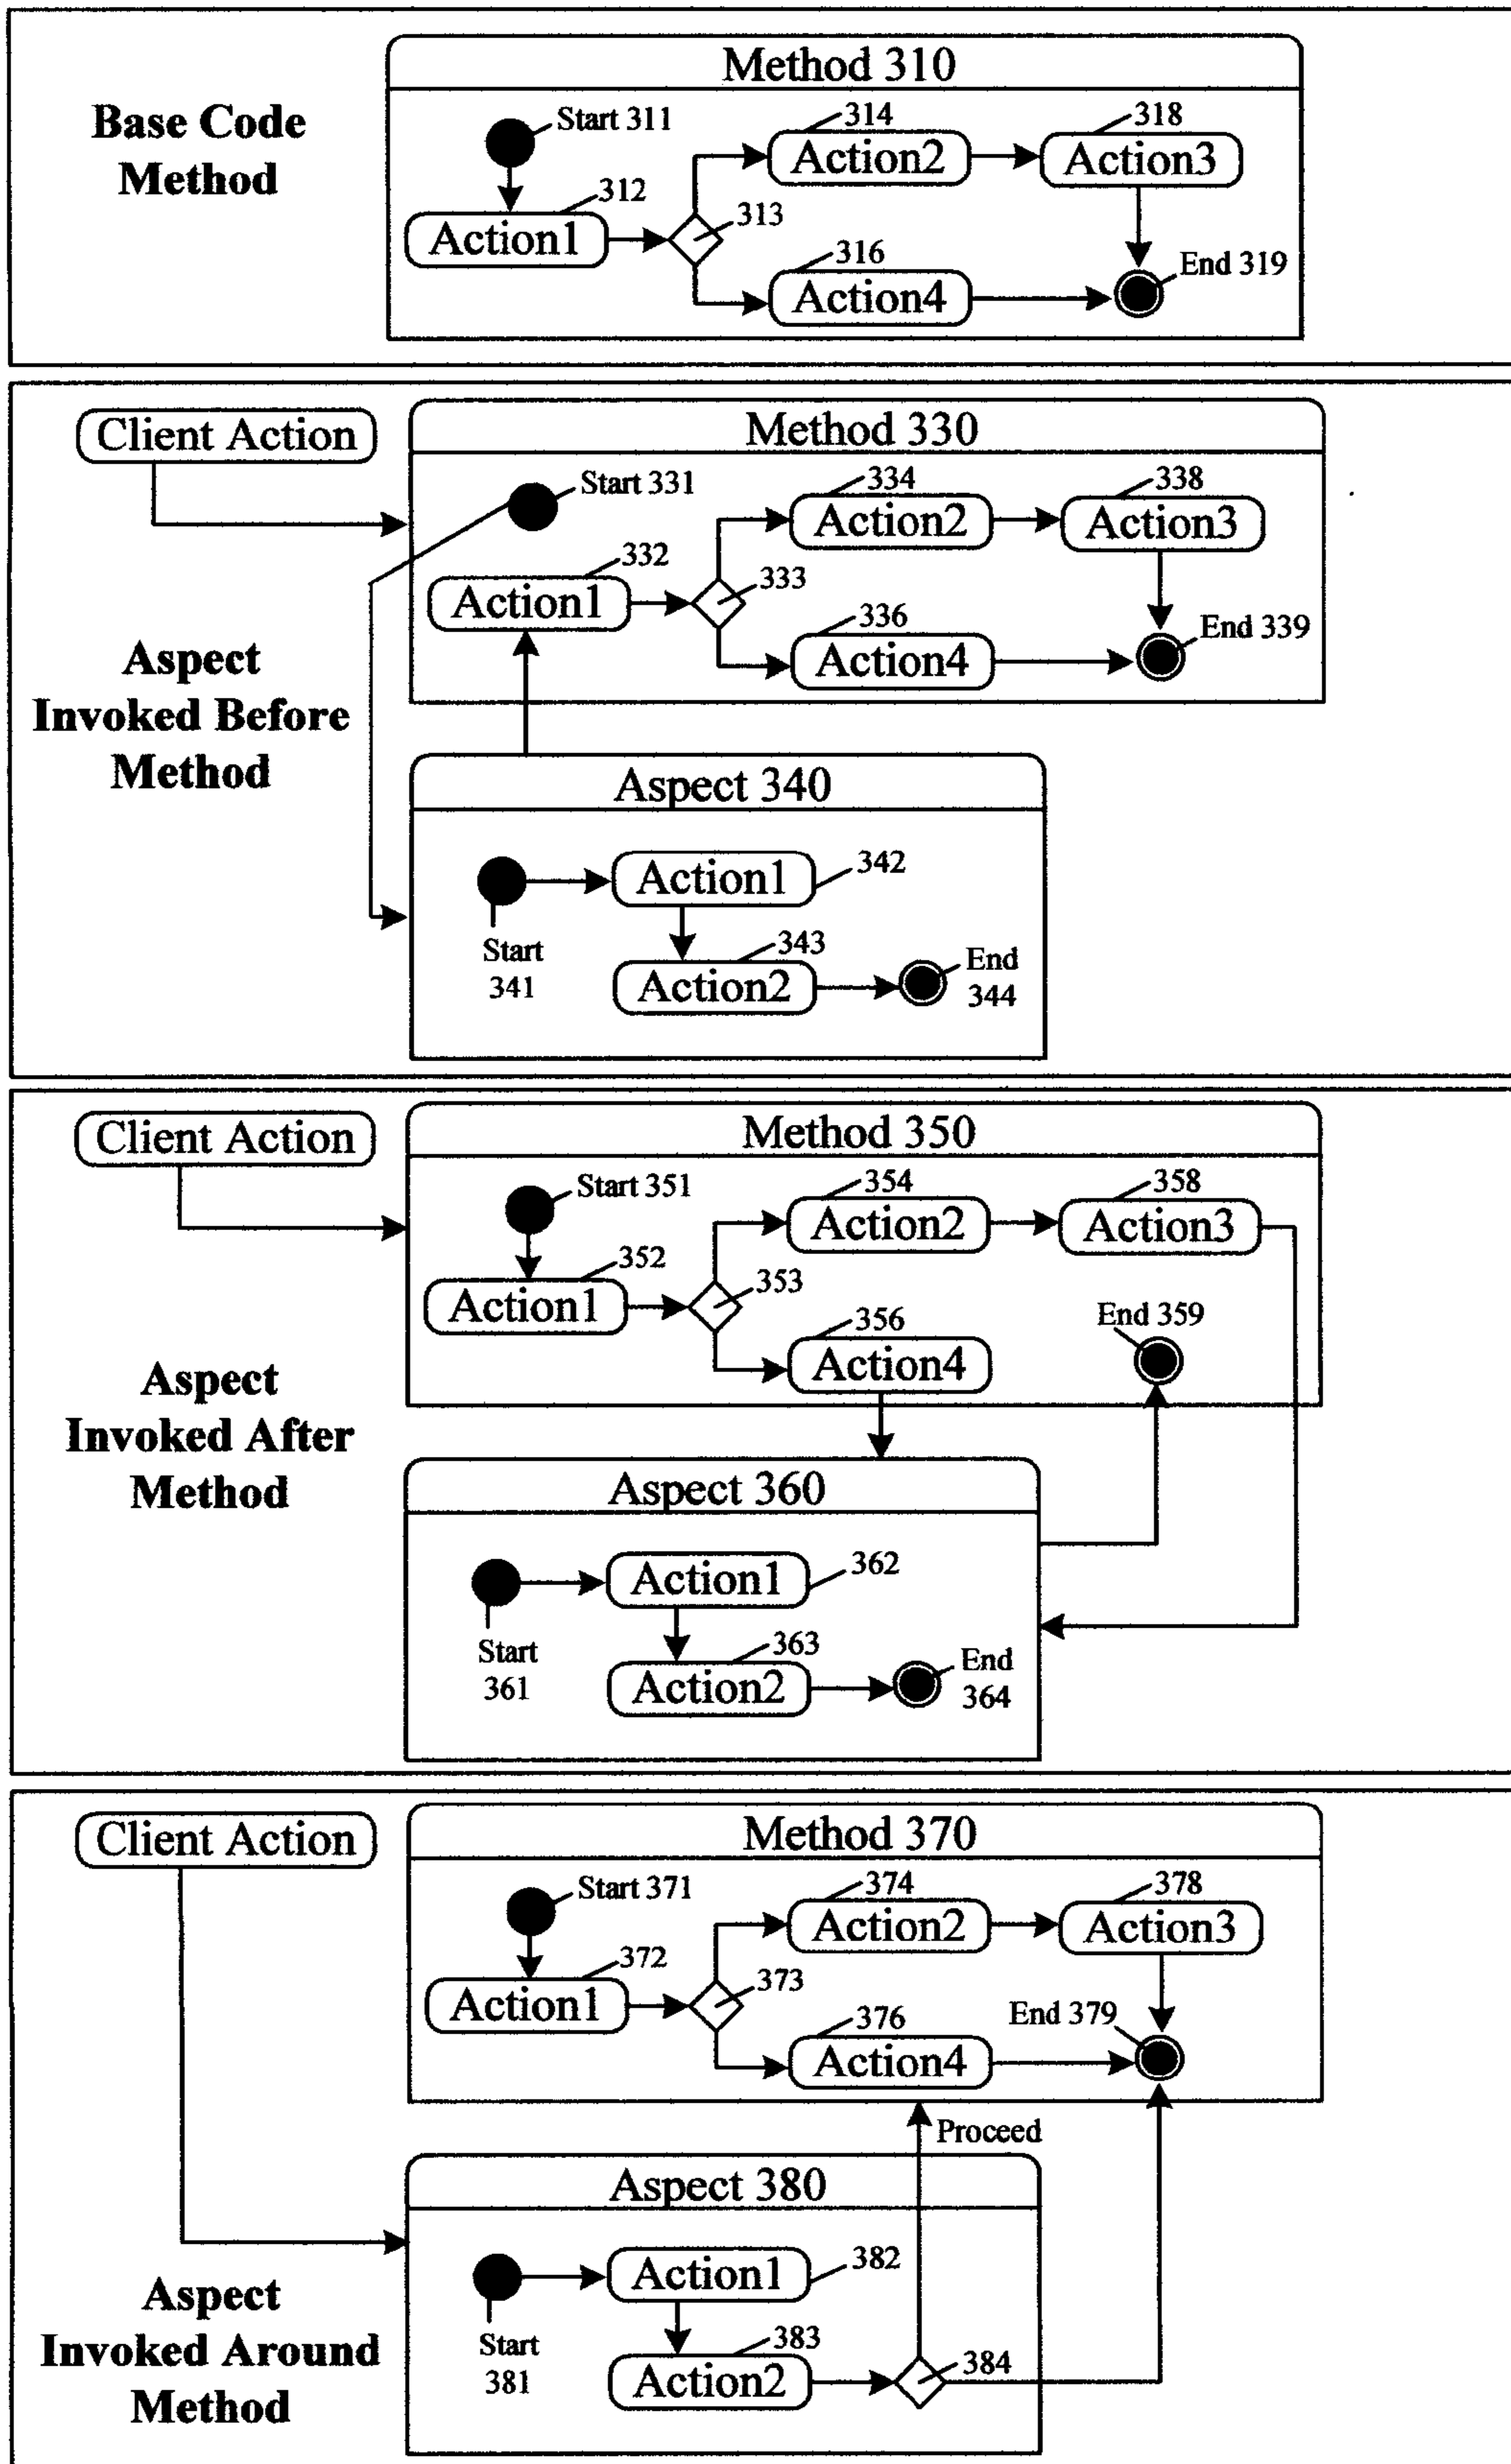 Base Code
Method
Method 310
Start 311
314
318
Action2
Action3
312
313
Action1
316
End 319
Action4
Client Action
Method 330
Start 331
334
338
Action2
Action3
332
333
Action1
336
End 339
Action4
Aspect
Invoked Before
Method
Aspect 340
Action1
342
Start
341
343
Action2
End
344
Client Action
Method 350
Start 351
354
358
Action2
Action3
352
353
Action1
356
End 359
Action4
Aspect
Invoked After
Method
Aspect 360
Action1
362
Start
361
363
Action2
End
364
Client Action
Method 370
Start 371
374
378
Action2
Action3
372
373
Action1
376
End 379
Action4
Proceed
Aspect 380
Action1
382
Aspect
Invoked Around
Method
Start
381
383
Action2
384